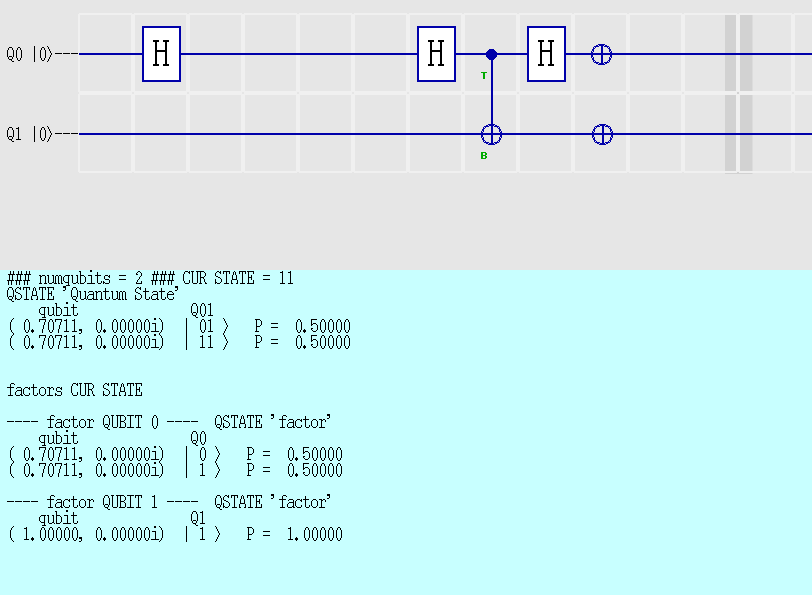 Q0 |0⟩--- H H H
T
Q1 |0⟩---
B
### numqubits = 2 ### CUR STATE = 11
QSTATE 'Quantum State'
qubit Q01
( 0.70711, 0.00000i) | 01 ⟩ P = 0.50000
( 0.70711, 0.00000i) | 11 ⟩ P = 0.50000
factors CUR STATE
---- factor QUBIT 0 ---- QSTATE 'factor'
qubit Q0
( 0.70711, 0.00000i) | 0 ⟩ P = 0.50000
( 0.70711, 0.00000i) | 1 ⟩ P = 0.50000
---- factor QUBIT 1 ---- QSTATE 'factor'
qubit Q1
( 1.00000, 0.00000i) | 1 ⟩ P = 1.00000